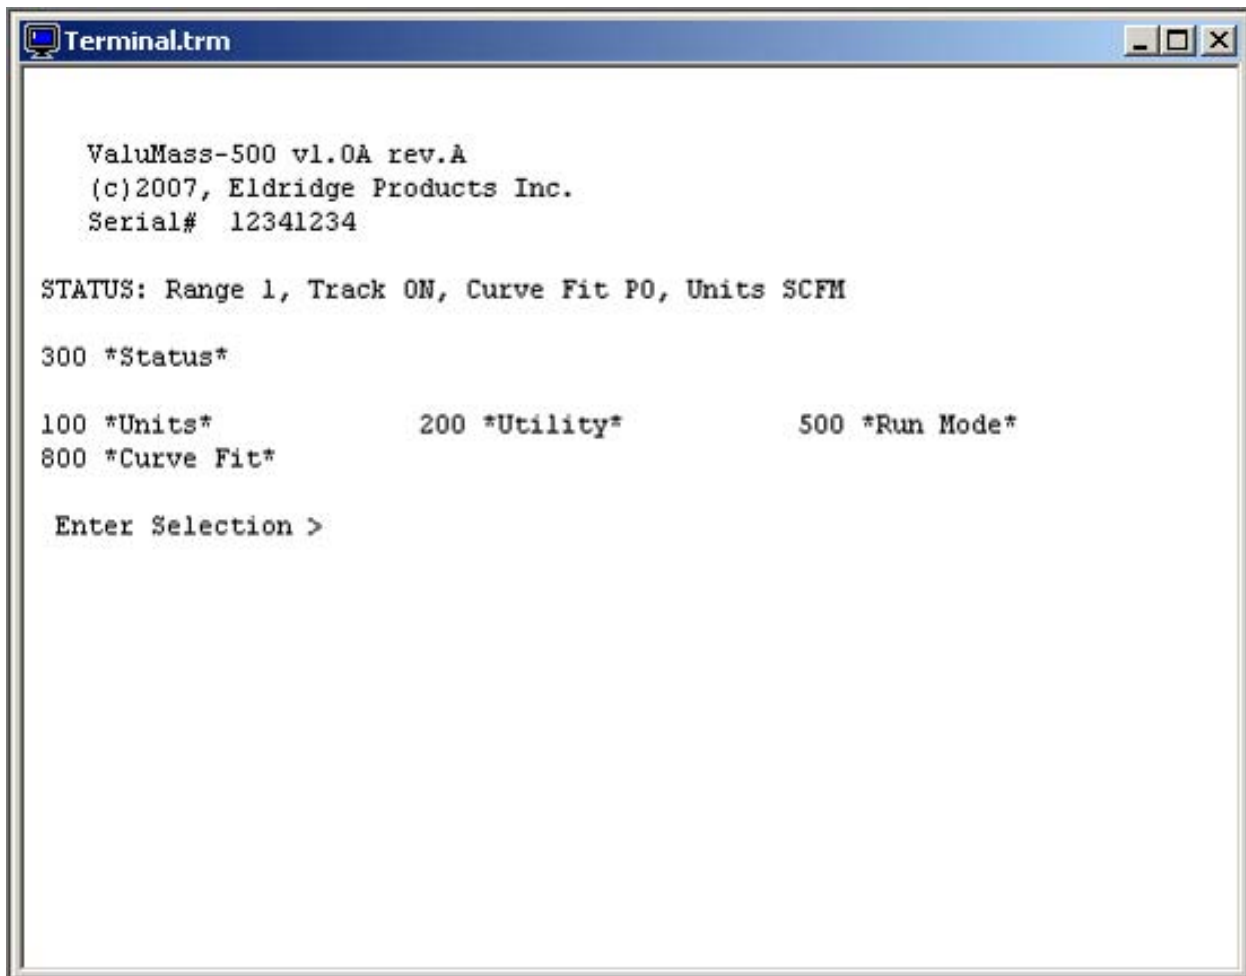 Terminal.trm
ValuMass-500 v1.0A rev.A
(c)2007, Eldridge Products Inc.
Serial# 12341234
STATUS: Range 1, Track ON, Curve Fit P0, Units SCFM
300 *Status*
100 *Units* 200 *Utility* 500 *Run Mode*
800 *Curve Fit*
Enter Selection >